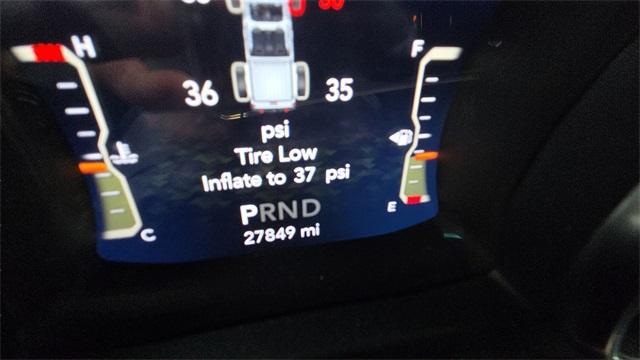 H F
36 35
psi
Tire Low
Inflate to 37 psi
PRND
E
27849 mi
C